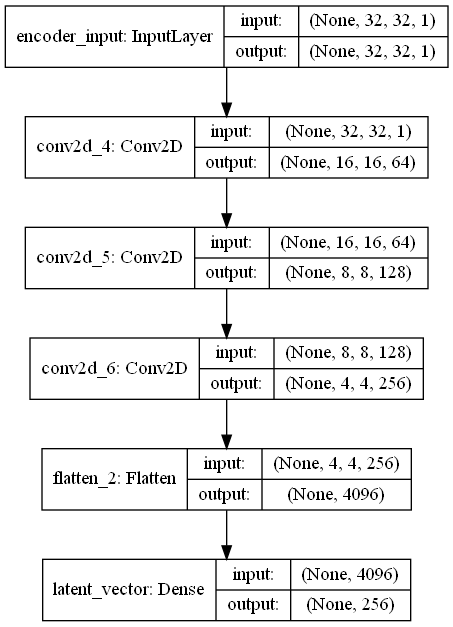 encoder_input: InputLayer
input:
(None, 32, 32, 1)
output:
(None, 32, 32, 1)
conv2d_4: Conv2D
input:
(None, 32, 32, 1)
output:
(None, 16, 16, 64)
conv2d_5: Conv2D
input:
(None, 16, 16, 64)
output:
(None, 8, 8, 128)
conv2d_6: Conv2D
input:
(None, 8, 8, 128)
output:
(None, 4, 4, 256)
flatten_2: Flatten
input:
(None, 4, 4, 256)
output:
(None, 4096)
latent_vector: Dense
input:
(None, 4096)
output:
(None, 256)